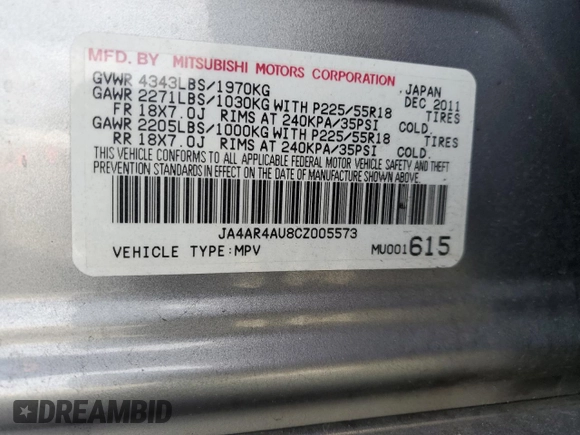 MFD. BY MITSUBISHI MOTORS CORPORATION
GVWR 4343LBS/1970KG JAPAN
GAWR 2271LBS/1030KG WITH P225/55R18 DEC 2011
FR 18X7.0J RIMS AT 240KPA/35PSI COLD. TIRES
GAWR 2205LBS/1000KG WITH P225/55R18 TIRES
RR 18X7.0J RIMS AT 240KPA/35PSI COLD.
THIS VEHICLE CONFORMS TO ALL APPLICABLE FEDERAL MOTOR VEHICLE SAFETY AND THEFT
PREVENTION STANDARDS IN EFFECT ON THE DATE OF MANUFACTURE SHOWN ABOVE.
JA4AR4AU8CZ005573
VEHICLE TYPE:MPV MU001615
DREAMBID